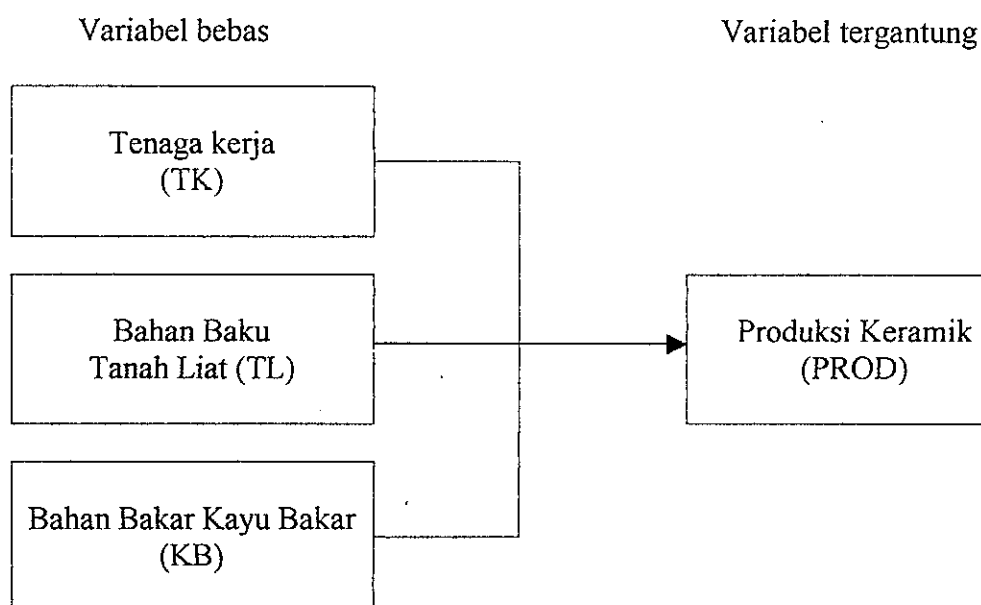 Variabel bebas
Variabel tergantung
Tenaga kerja
(TK)
Bahan Baku
Tanah Liat (TL)
Produksi Keramik
(PROD)
Bahan Bakar Kayu Bakar
(KB)